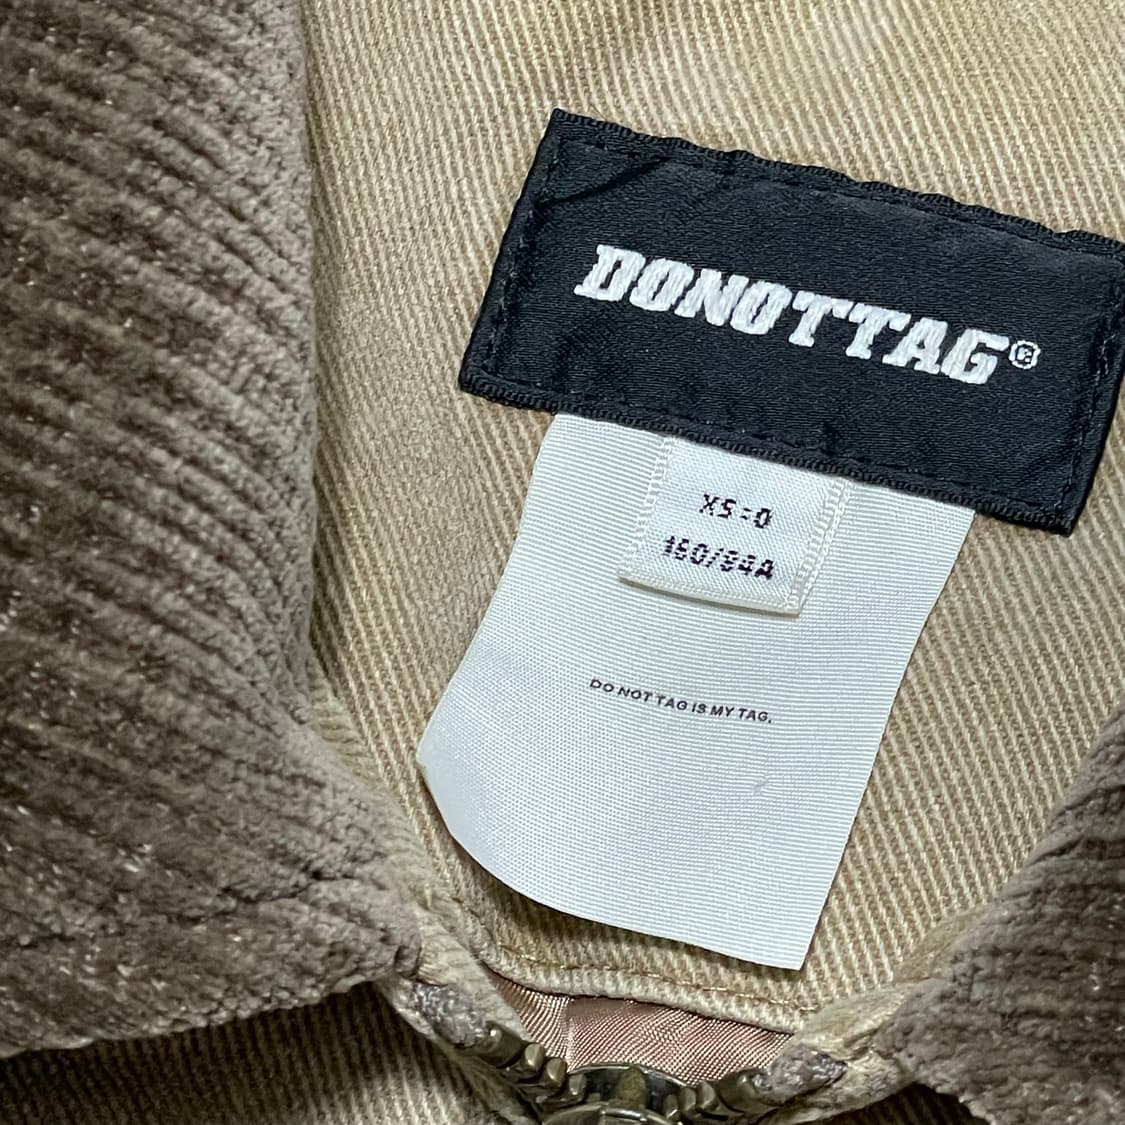 DONOTTAG®
XS=0
160/84A
DO NOT TAG IS MY TAG.